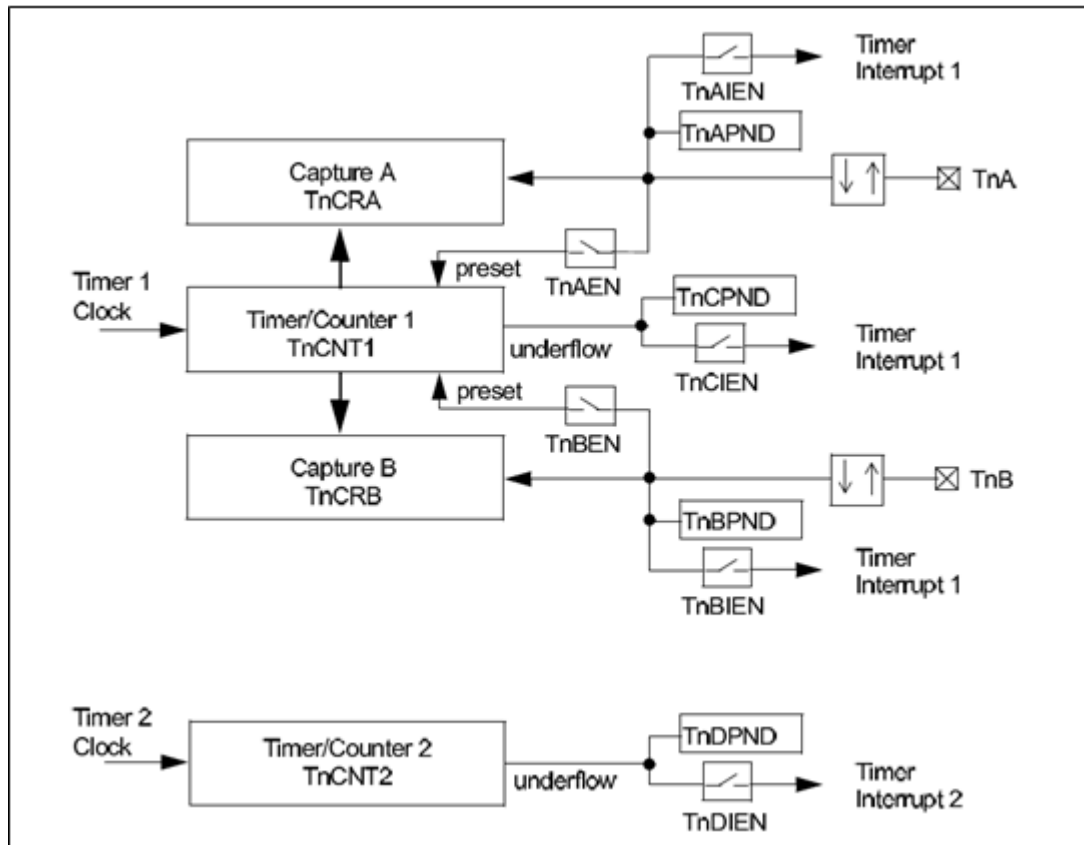 Timer
Interrupt 1
TnAIEN
TnAPND
Capture A
TnCRA
TnA
preset
TnAEN
Timer 1
Clock
TnCPND
Timer/Counter 1
TnCNT1
underflow
Timer
Interrupt 1
TnCIEN
preset
TnBEN
Capture B
TnCRB
TnB
TnBPND
Timer
Interrupt 1
TnBIEN
Timer 2
Clock
TnDPND
Timer/Counter 2
TnCNT2
underflow
Timer
Interrupt 2
TnDIEN